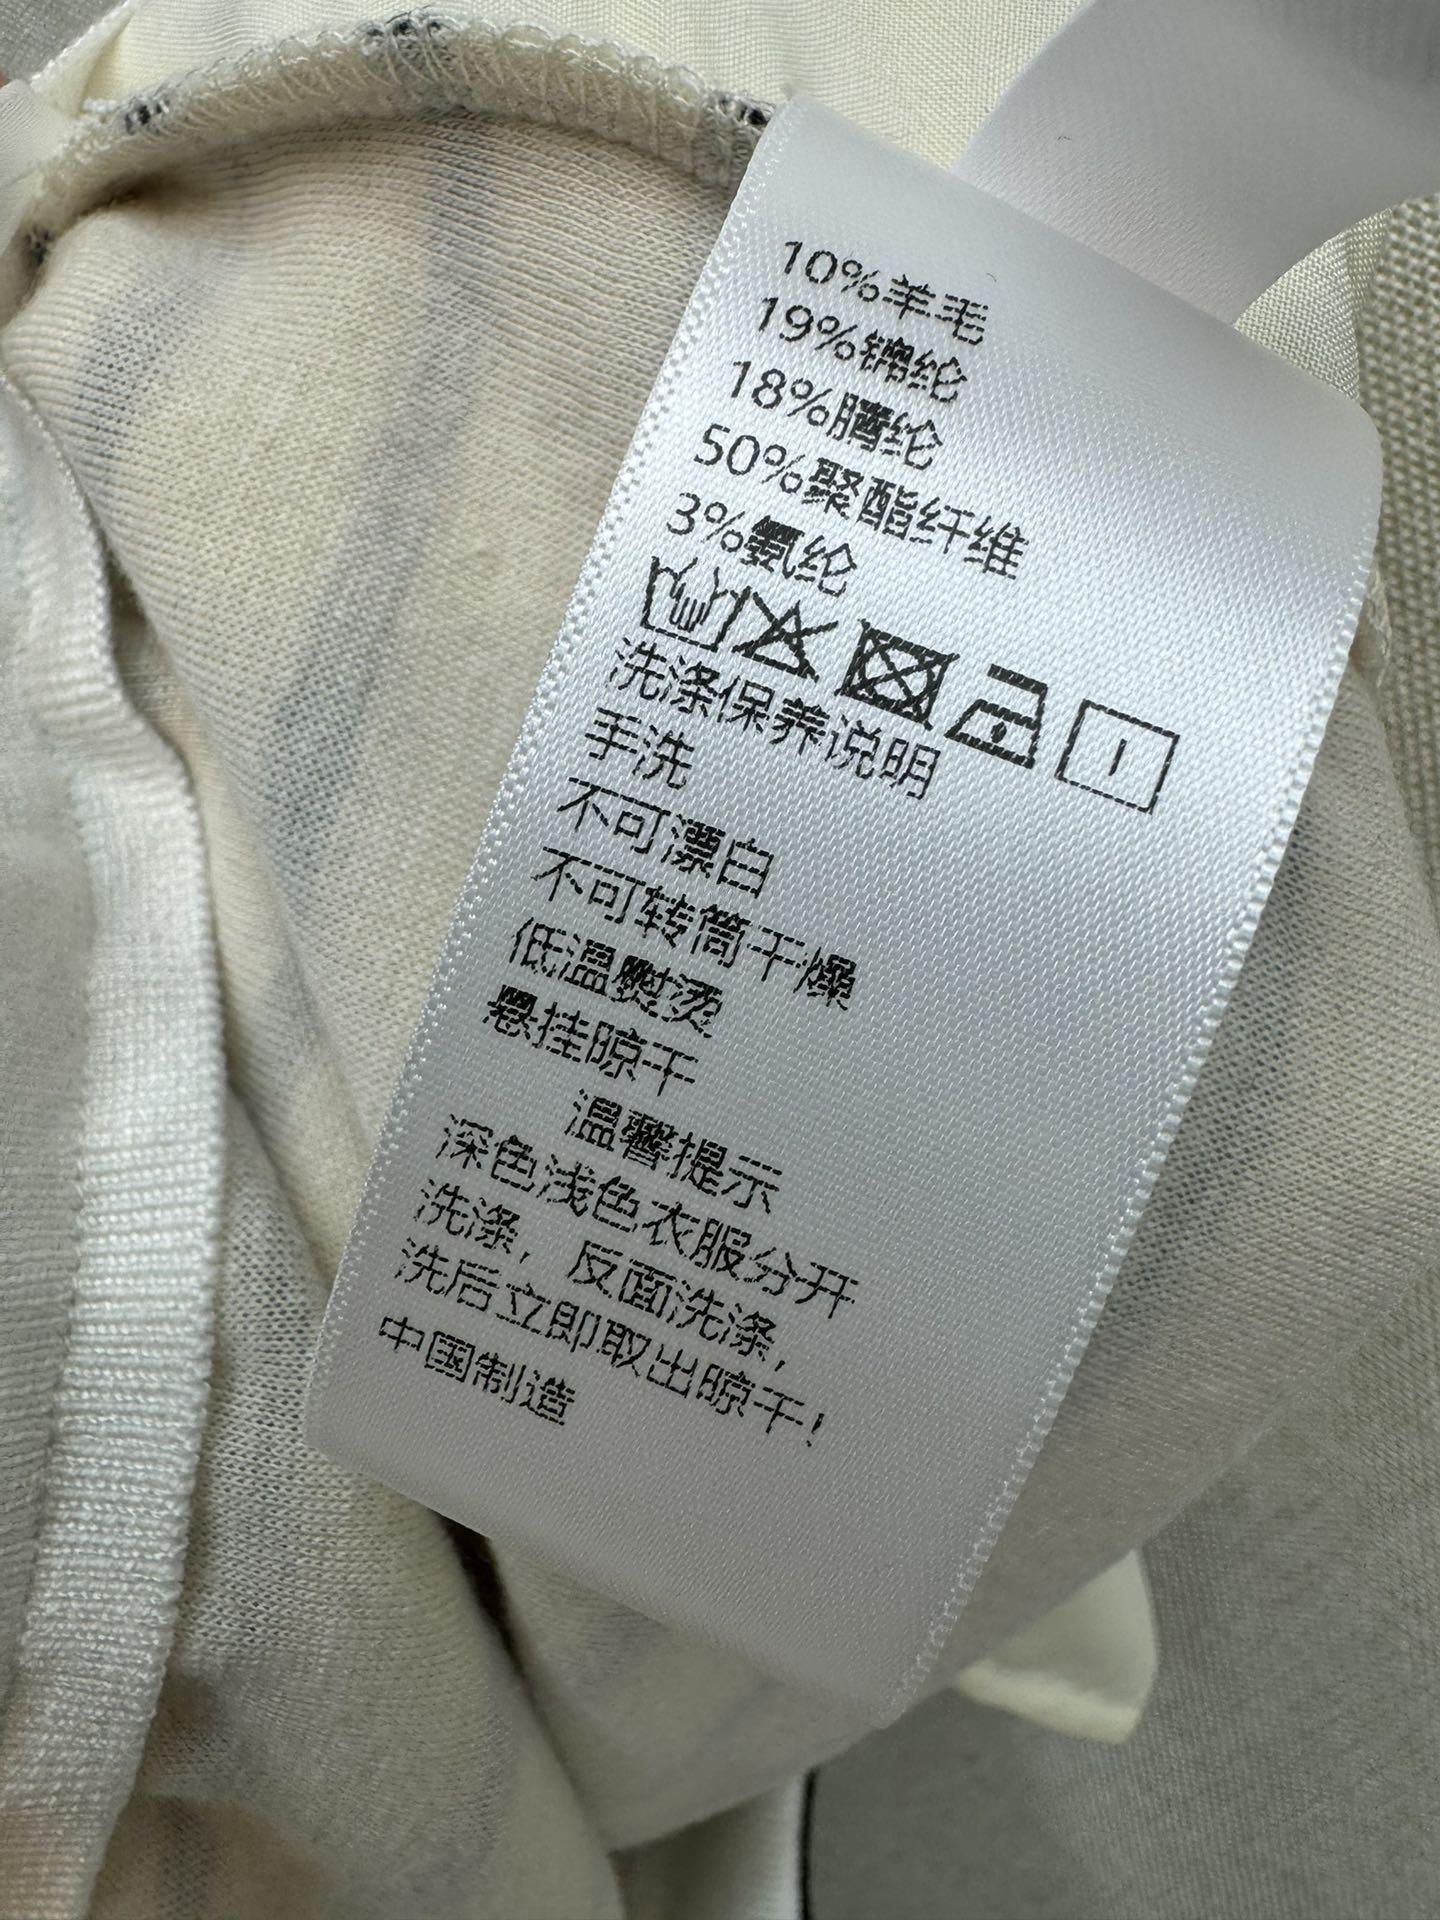 10%羊毛
19%锦纶
18%腈纶
50%聚酯纤维
3%氨纶
洗涤保养说明
手洗
不可漂白
不可转筒干燥
低温熨烫
悬挂晾干
温馨提示
深色浅色衣服分开
洗涤，反面洗涤，
洗后立即取出晾干！
中国制造